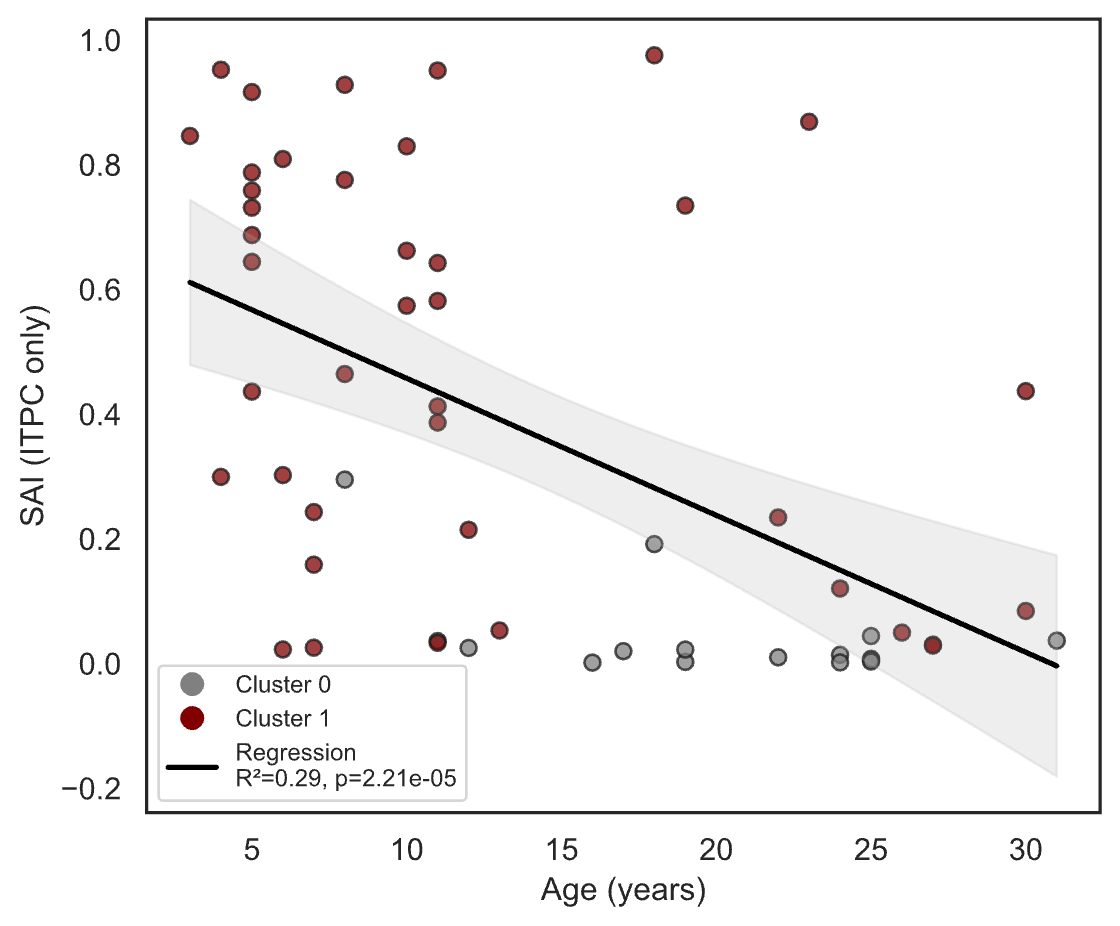 1.0
0.8
0.6
0.4
0.2
0.0
−0.2
SAI (ITPC only)
Cluster 0
Cluster 1
Regression
R²=0.29, p=2.21e-05
5 10 15 20 25 30
Age (years)